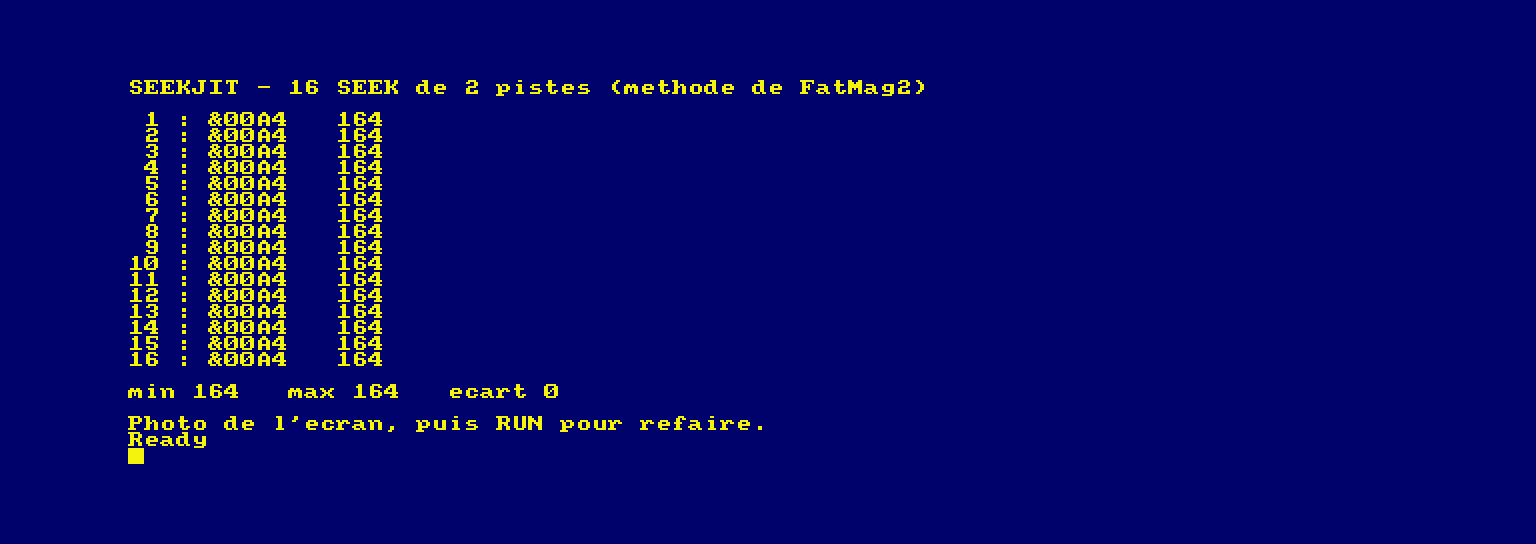 SEEKJIT - 16 SEEK de 2 pistes (methode de FatMag2)
1 : &00A4 164
2 : &00A4 164
3 : &00A4 164
4 : &00A4 164
5 : &00A4 164
6 : &00A4 164
7 : &00A4 164
8 : &00A4 164
9 : &00A4 164
10 : &00A4 164
11 : &00A4 164
12 : &00A4 164
13 : &00A4 164
14 : &00A4 164
15 : &00A4 164
16 : &00A4 164
min 164 max 164 ecart 0
Photo de l'ecran, puis RUN pour refaire.
Ready